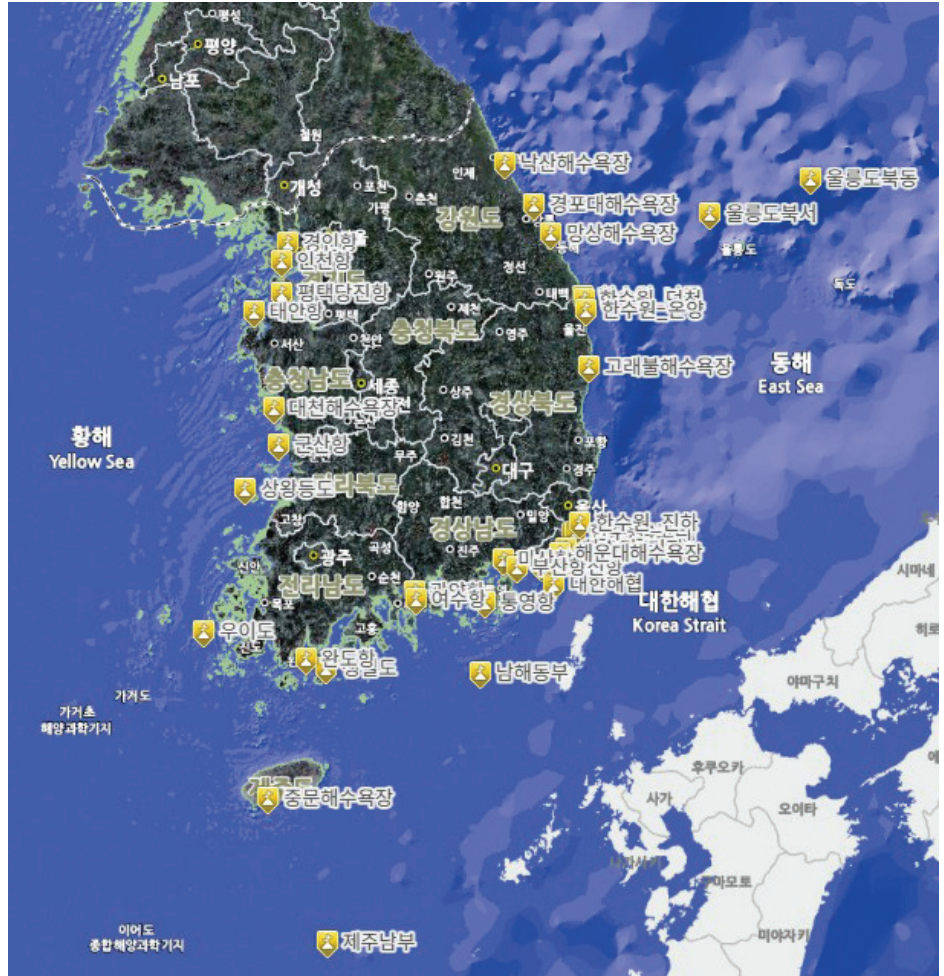 평성
평양
남포
철원
인제
낙산해수욕장
울릉도북동
개성
포천
춘천
가평
강원도
경포대해수욕장
울릉도북서
망상해수욕장
울릉도
경인항
인천항
정선
원주
독도
평택당진항
태백
제천
한수원_덕천
한수원_온양
태안항
평택
충청북도
영주
울진
서산
천안
고래불해수욕장
동해
East Sea
충청남도
세종
상주
경상북도
대천해수욕장
황해
Yellow Sea
군산항
김천
포항
무주
대구
경주
상왕등도
함양
합천
고창
경상남도
밀양
한수원_진하
광주
곡성
진주
해운대해수욕장
부산항신항
신안
전라남도
순천
대한해협
시마네
목포
여수항
통영항
대한해협
Korea Strait
우이도
고흥
완도항
남해동부
야마구치
가거도
가거초
해양과학기지
후쿠오카
사가
중문해수욕장
오이타
이어도
종합해양과학기지
제주남부
미야자키